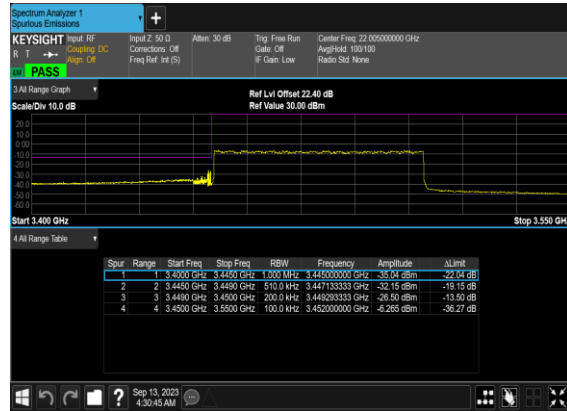 Spectrum Analyzer 1
Spurious Emissions
+
KEYSIGHT Input: RF Input Z: 50 Ω Atten: 30 dB Trig: Free Run Center Freq: 22.005000000 GHz
R T Coupling: DC Corrections: Off Gate: Off Avg|Hold: 100/100
Align: Off Freq Ref: Int (S) IF Gain: Low Radio Std: None
LW PASS
3 All Range Graph Ref Lvl Offset 22.40 dB
Scale/Div 10.0 dB Ref Value 30.00 dBm
20.0
10.0
0.00
-10.0
-20.0
-30.0
-40.0
-50.0
-60.0
Start 3.400 GHz Stop 3.550 GHz
4 All Range Table
Spur Range Start Freq Stop Freq RBW Frequency Amplitude ΔLimit
1 1 3.4000 GHz 3.4450 GHz 1.000 MHz 3.445000000 GHz -35.04 dBm -22.04 dB
2 2 3.4450 GHz 3.4490 GHz 510.0 kHz 3.447133333 GHz -32.15 dBm -19.15 dB
3 3 3.4490 GHz 3.4500 GHz 200.0 kHz 3.449293333 GHz -26.50 dBm -13.50 dB
4 4 3.4500 GHz 3.5500 GHz 100.0 kHz 3.452000000 GHz -6.265 dBm -36.27 dB
? Sep 13, 2023
4:30:45 AM